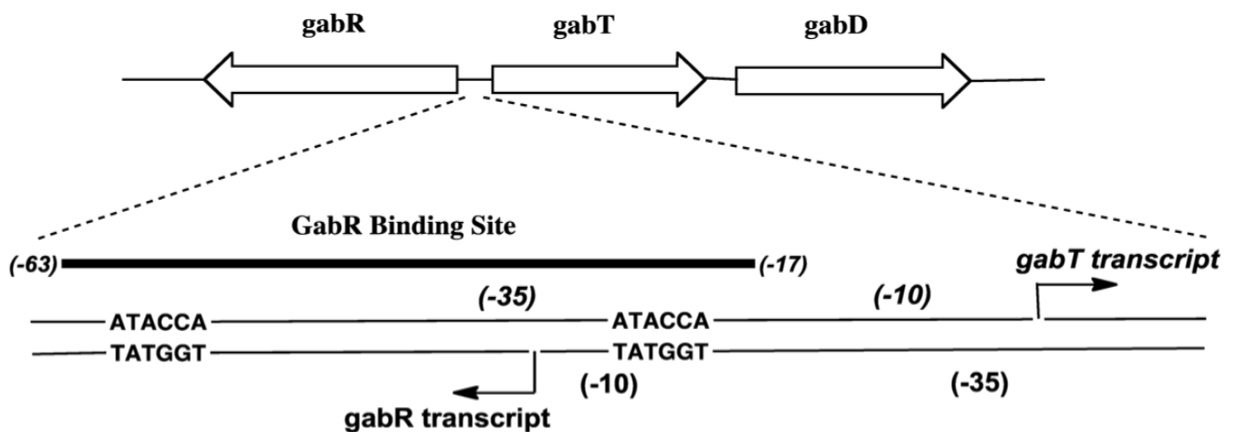 gabR gabT gabD
GabR Binding Site
(-63) (-17) gabT transcript
(-35) (-10)
ATACCA ATACCA
TATGGT TATGGT
(-10) (-35)
gabR transcript